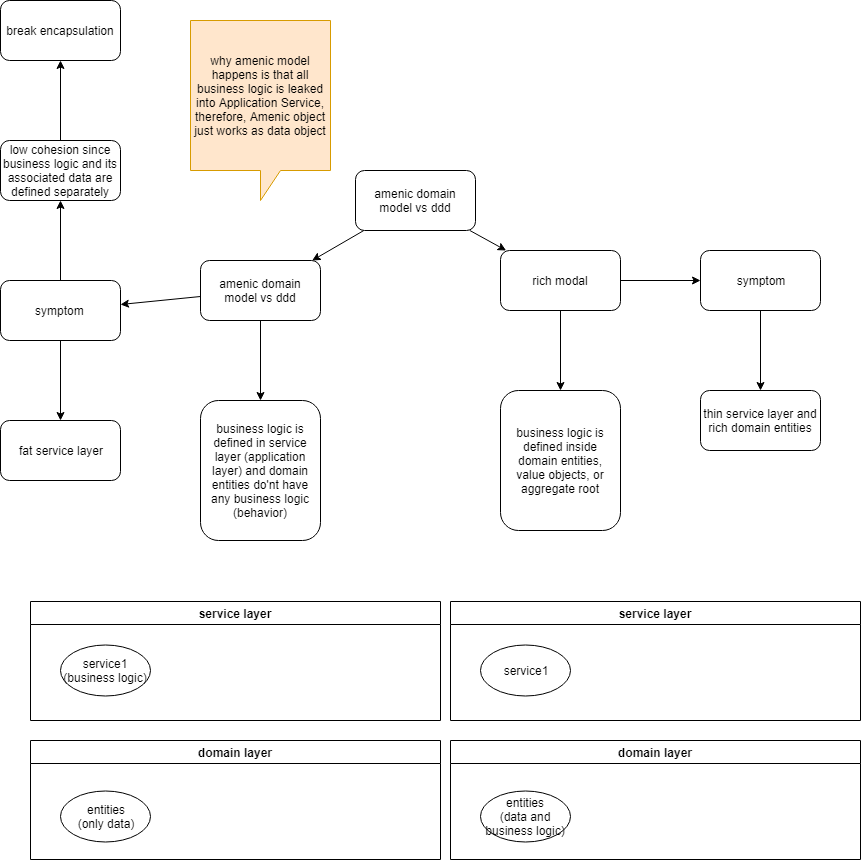 break encapsulation
why amenic model
happens is that all
business logic is leaked
into Application Service,
therefore, Amenic object
just works as data object
low cohesion since
business logic and its
associated data are
defined separately
amenic domain
model vs ddd
amenic domain
model vs ddd
rich modal
symptom
symptom
fat service layer
business logic is
defined in service
layer (application
layer) and domain
entities do'nt have
any business logic
(behavior)
business logic is
defined inside
domain entities,
value objects, or
aggregate root
thin service layer and
rich domain entities
service layer
service1
(business logic)
service layer
service1
domain layer
entities
(only data)
domain layer
entities
(data and
business logic)